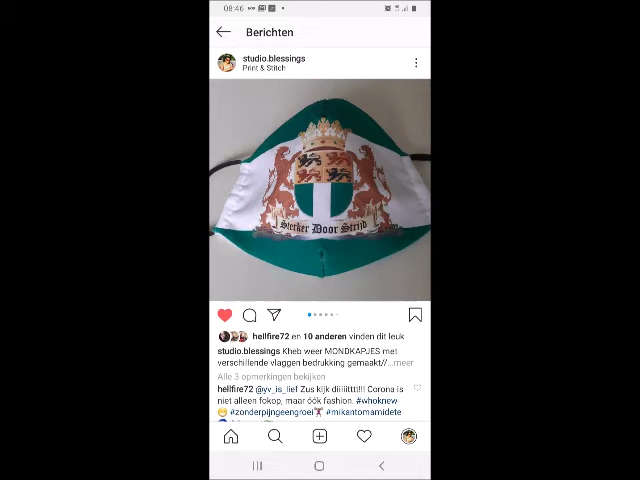 08:46
Berichten
studio.blessings
Print & Stitch
Sterker Door Strijd
hellfire72 en 10 anderen vinden dit leuk
studio.blessings Kheb weer MONDKAPJES met
verschillende vlaggen bedrukking gemaakt//...meer
Alle 3 opmerkingen bekijken
hellfire72 @yv_is_lief Zus kijk diiiiitttt!!! Corona is
niet alleen fokop, maar óók fashion. #whoknew
#zonderpijngeengroei #mikantomamidete